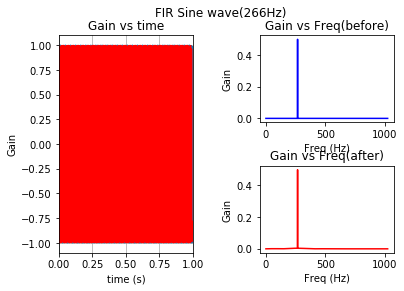 FIR Sine wave(266Hz)
Gain vs time
1.00
0.75
0.50
0.25
0.00
−0.25
−0.50
−0.75
−1.00
Gain
0.00 0.25 0.50 0.75 1.00
time (s)
Gain vs Freq(before)
0.4
0.2
0.0
Gain
0 500 1000
Freq (Hz)
Gain vs Freq(after)
0.4
0.2
0.0
Gain
0 500 1000
Freq (Hz)